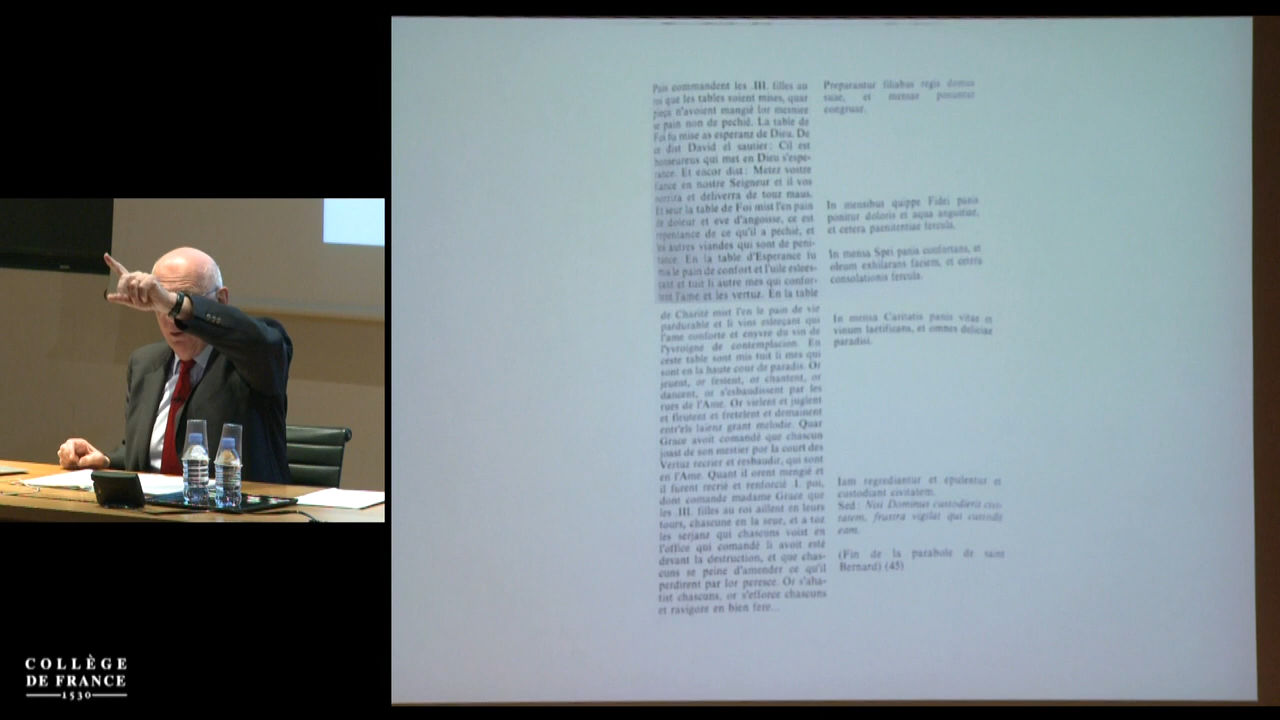 Puis commandent les .III. filles au
roi que les tables soient mises, quar
pieça n'avoient mangié lor mesniee
se pain non de pechié. La table de
Foi fu mise as esperanz de Dieu. De
ce dist David el sautier: Cil est
bonseureus qui met en Dieu s'espe-
rance. Et encor dist: Metez vostre
fiance en nostre Seigneur et il vos
norrira et deliverra de touz maus.
Et seur la table de Foi mist l'en pain
de doleur et eve d'angoisse, ce est
repentance de ce qu'il a pechié, et
les autres viandes qui sont de peni-
tance. En la table d'Esperance fu
mis le pain de confort et l'uile eslees-
sant et tuit li autre mes qui confor-
tent l'ame et les vertuz. En la table
de Charité mist l'en le pain de vie
pardurable et li vins esleeçant qui
l'ame conforte et enyvre du vin de
l'yvroigne de contemplacion. En
ceste table sont mis tuit li mes qui
sont en la haute cour de paradis. Or
jeuent, or festent, or chantent, or
dancent, or s'esbaudissent par les
rues de l'Ame. Or vielent et juglent
et fleutent et fretelent et demainent
entr'els laienz grant melodie. Quar
Grace avoit comandé que chascun
joast de son mestier por la court des
Vertuz recrier et resbaudir, qui sont
en l'Ame. Quant il orent mengié et
il furent recrié et renforcié .I. poi,
dont comande madame Grace que
les .III. filles au roi aillent en leurs
tours, chascune en la seue, et a toz
les serjanz que chascuns voist en
l'office qui comandé li avoit esté
devant la destruction, et que chas-
cuns se peine d'amender ce qu'il
perdirent par lor peresce. Or s'aha-
tist chascuns, or s'efforce chascuns
et ravigore en bien fere...
Preparantur filiabus regis domus
suae, et mensae ponuntur
congruae.
In mensibus quippe Fidei panis
ponitur doloris et aqua angustiae,
et cetera paenitentiae fercula.
In mensa Spei panis confortans, et
oleum exhilarans faciem, et cetera
consolationis fercula.
In mensa Caritatis panis vitae et
vinum laetificans, et omnes deliciae
paradisi.
Iam regrediantur et epulentur et
custodiant civitatem.
Sed: Nisi Dominus custodierit civi-
tatem, frustra vigilat qui custodit
eam.
(Fin de la parabole de saint
Bernard) (45)
COLLÈGE
DE FRANCE
1530